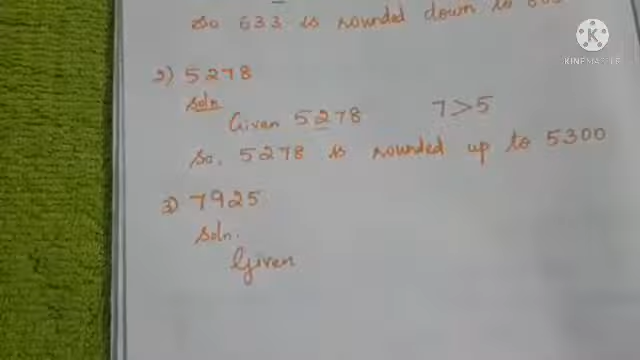 So 633 is rounded down to 600
2) 5278
Soln
Given 5278 7>5
So, 5278 is rounded up to 5300
3) 7925
Soln.
Given
K
KINEMASTER